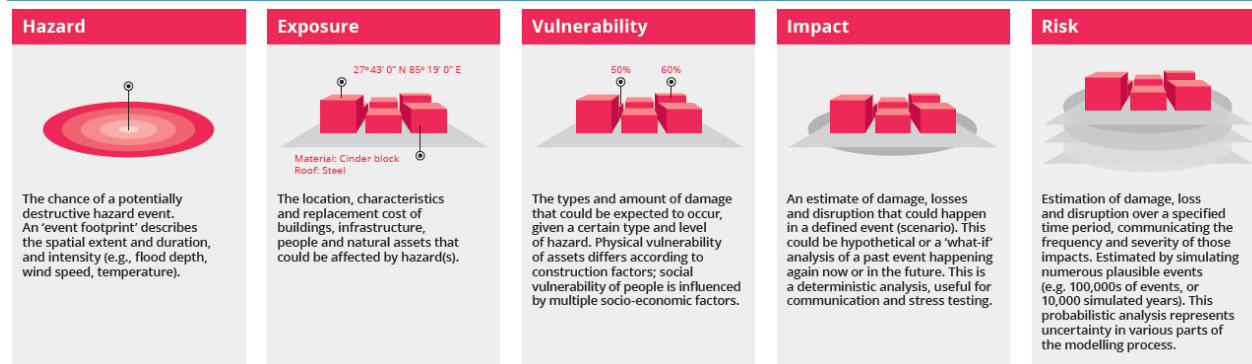 Hazard
The chance of a potentially
destructive hazard event.
An ‘event footprint’ describes
the spatial extent and duration,
and intensity (e.g., flood depth,
wind speed, temperature).
Exposure
27º 43’ 0” N 85º 19’ 0” E
Material: Cinder block
Roof: Steel
The location, characteristics
and replacement cost of
buildings, infrastructure,
people and natural assets that
could be affected by hazard(s).
Vulnerability
50%
60%
The types and amount of damage
that could be expected to occur,
given a certain type and level
of hazard. Physical vulnerability
of assets differs according to
construction factors; social
vulnerability of people is influenced
by multiple socio-economic factors.
Impact
An estimate of damage, losses
and disruption that could happen
in a defined event (scenario). This
could be hypothetical or a ‘what-if’
analysis of a past event happening
again now or in the future. This is
a deterministic analysis, useful for
communication and stress testing.
Risk
Estimation of damage, loss
and disruption over a specified
time period, communicating the
frequency and severity of those
impacts. Estimated by simulating
numerous plausible events
(e.g. 100,000s of events, or
10,000 simulated years). This
probabilistic analysis represents
uncertainty in various parts of
the modelling process.